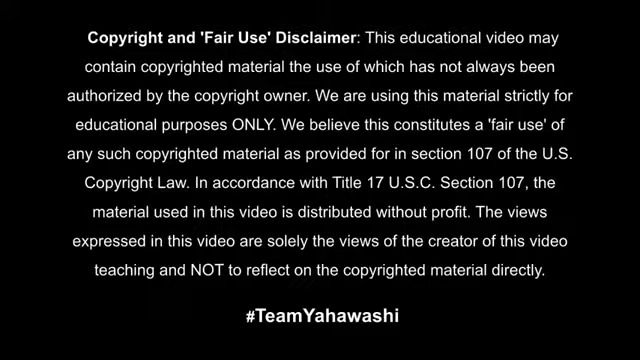 Copyright and 'Fair Use' Disclaimer: This educational video may
contain copyrighted material the use of which has not always been
authorized by the copyright owner. We are using this material strictly for
educational purposes ONLY. We believe this constitutes a 'fair use' of
any such copyrighted material as provided for in section 107 of the U.S.
Copyright Law. In accordance with Title 17 U.S.C. Section 107, the
material used in this video is distributed without profit. The views
expressed in this video are solely the views of the creator of this video
teaching and NOT to reflect on the copyrighted material directly.
#TeamYahawashi